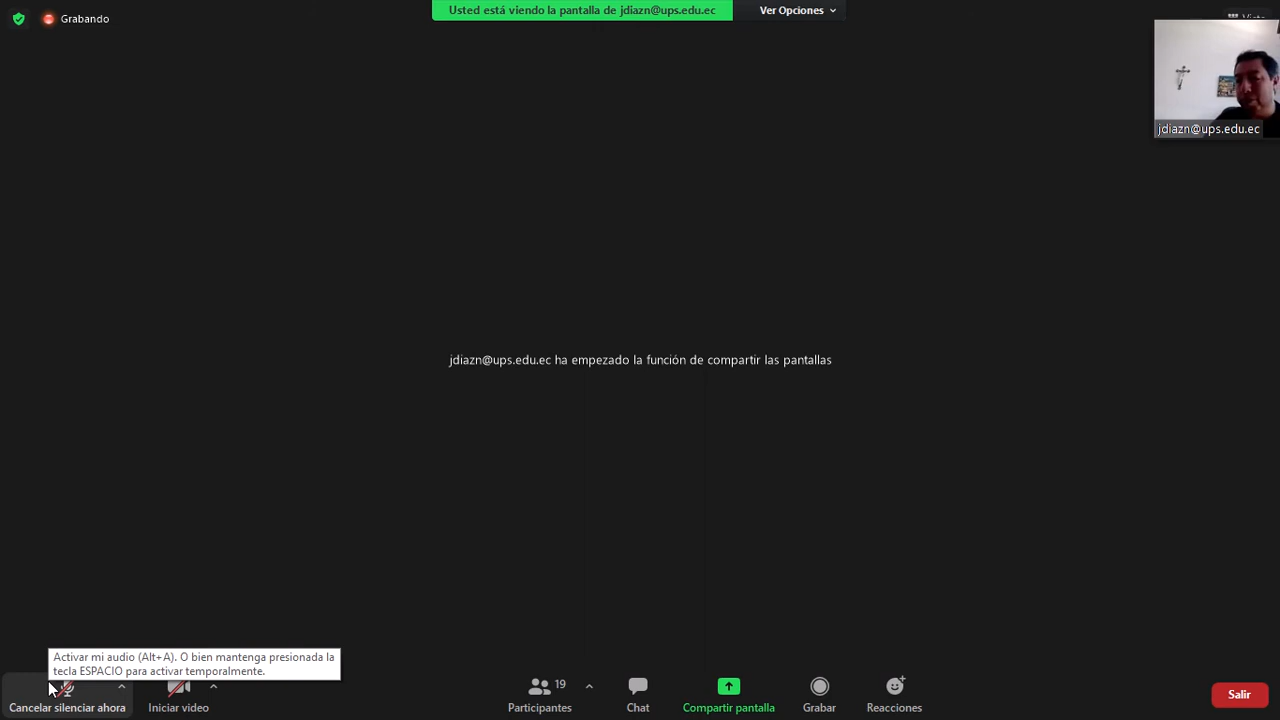 Grabando
Usted está viendo la pantalla de jdiazn@ups.edu.ec
Ver Opciones
Vista
jdiazn@ups.edu.ec
jdiazn@ups.edu.ec ha empezado la función de compartir las pantallas
Activar mi audio (Alt+A). O bien mantenga presionada la
tecla ESPACIO para activar temporalmente.
Cancelar silenciar ahora
Iniciar video
19
Participantes
Chat
Compartir pantalla
Grabar
Reacciones
Salir